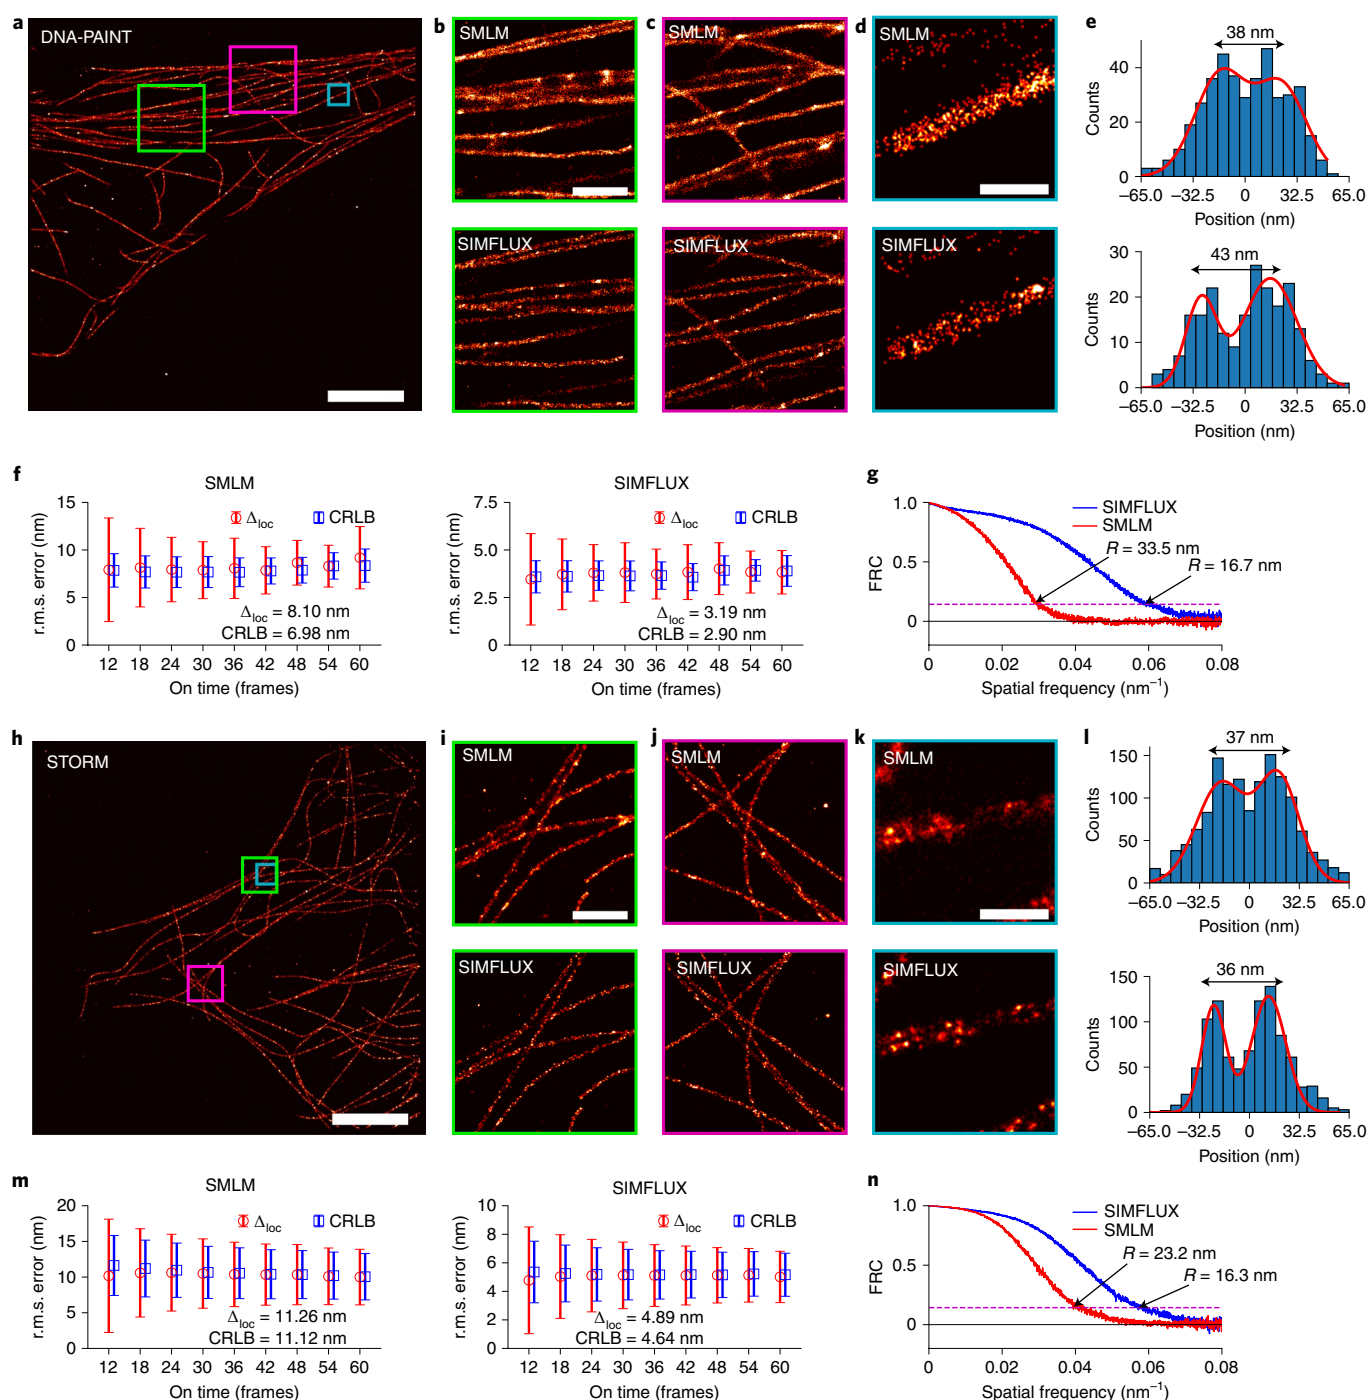 a
DNA-PAINT
b
SMLM
SIMFLUX
c
SMLM
SIMFLUX
d
SMLM
SIMFLUX
e
38 nm
Counts
40
20
0
–65.0 –32.5 0 32.5 65.0
Position (nm)
43 nm
Counts
30
20
10
0
–65.0 –32.5 0 32.5 65.0
Position (nm)
f
SMLM
r.m.s. error (nm)
15
10
5
0
Δloc CRLB
Δloc = 8.10 nm
CRLB = 6.98 nm
12 18 24 30 36 42 48 54 60
On time (frames)
SIMFLUX
r.m.s. error (nm)
7.5
5.0
2.5
0
Δloc CRLB
Δloc = 3.19 nm
CRLB = 2.90 nm
12 18 24 30 36 42 48 54 60
On time (frames)
g
FRC
1.0
0.5
0
SIMFLUX
SMLM
R = 33.5 nm
R = 16.7 nm
0 0.02 0.04 0.06 0.08
Spatial frequency (nm⁻¹)
h
STORM
i
SMLM
SIMFLUX
j
SMLM
SIMFLUX
k
SMLM
SIMFLUX
l
37 nm
Counts
150
100
50
0
–65.0 –32.5 0 32.5 65.0
Position (nm)
36 nm
Counts
150
100
50
0
–65.0 –32.5 0 32.5 65.0
Position (nm)
m
SMLM
r.m.s. error (nm)
20
15
10
5
0
Δloc CRLB
Δloc = 11.26 nm
CRLB = 11.12 nm
12 18 24 30 36 42 48 54 60
On time (frames)
SIMFLUX
r.m.s. error (nm)
10
8
6
4
2
0
Δloc CRLB
Δloc = 4.89 nm
CRLB = 4.64 nm
12 18 24 30 36 42 48 54 60
On time (frames)
n
FRC
1.0
0.5
0
SIMFLUX
SMLM
R = 23.2 nm
R = 16.3 nm
0 0.02 0.04 0.06 0.08
Spatial frequency (nm⁻¹)